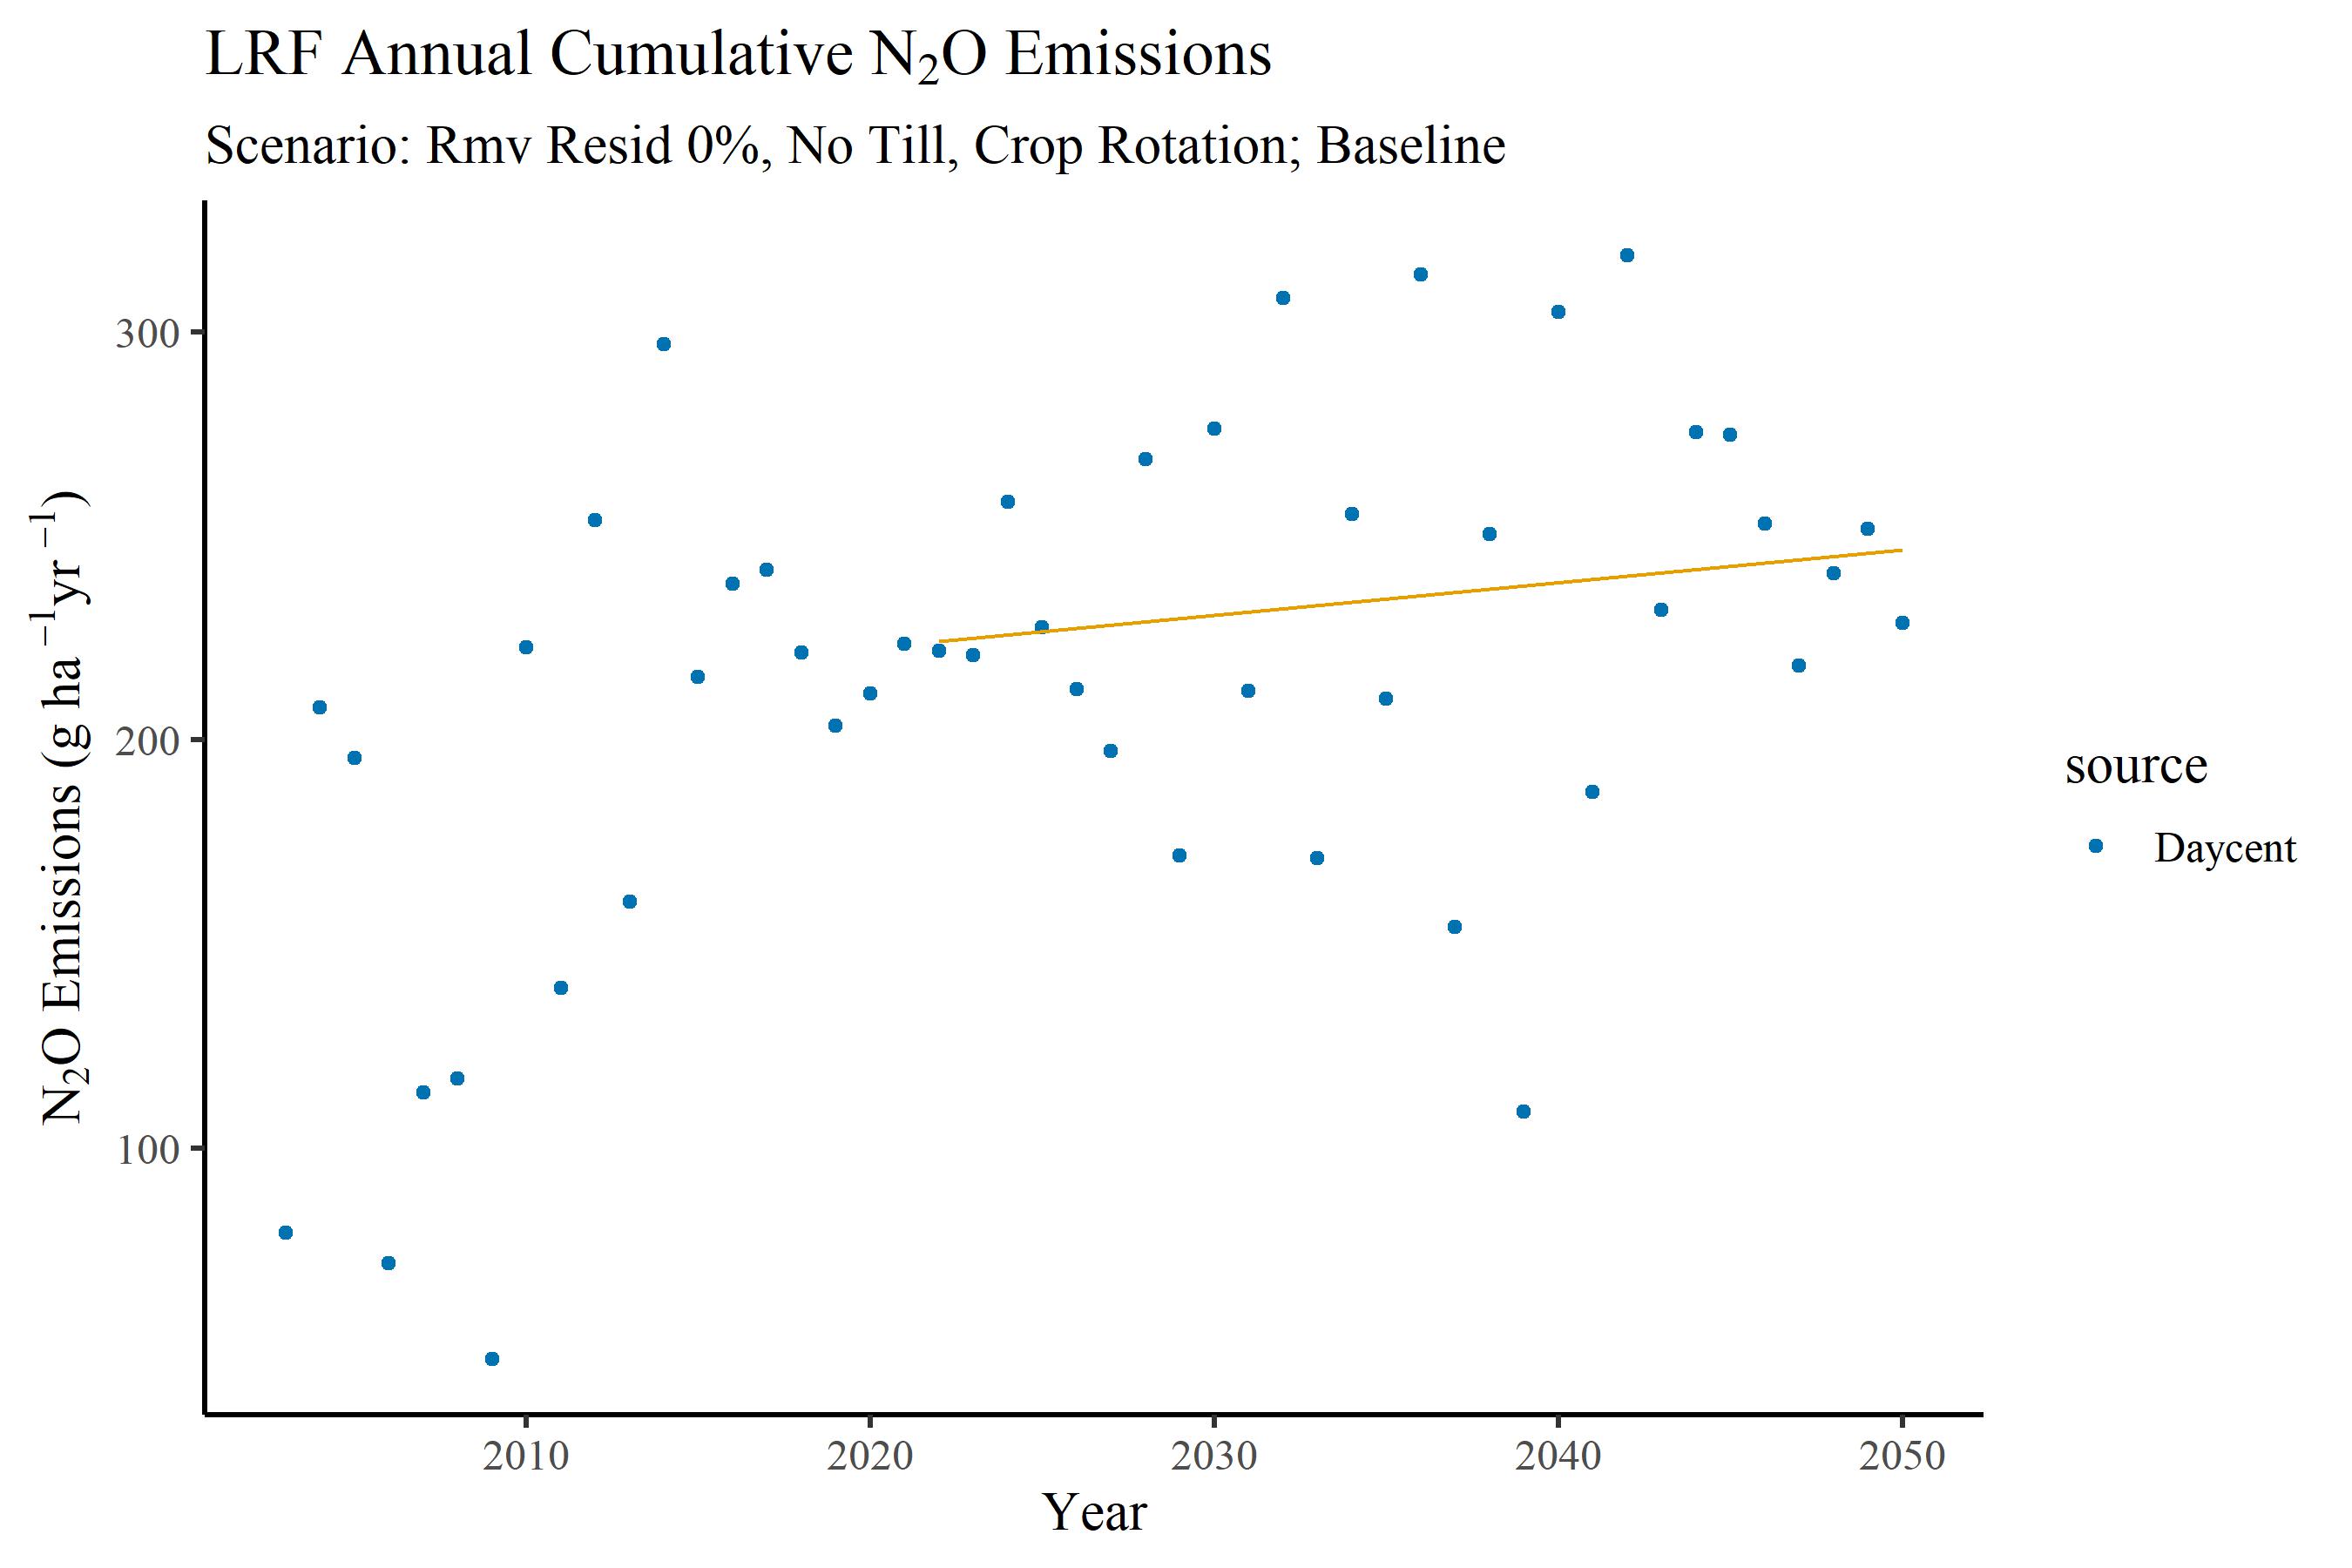 LRF Annual Cumulative N₂O Emissions
Scenario: Rmv Resid 0%, No Till, Crop Rotation; Baseline
N₂O Emissions (g ha ⁻¹yr ⁻¹)
300
200
100
2010 2020 2030 2040 2050
Year
source
Daycent